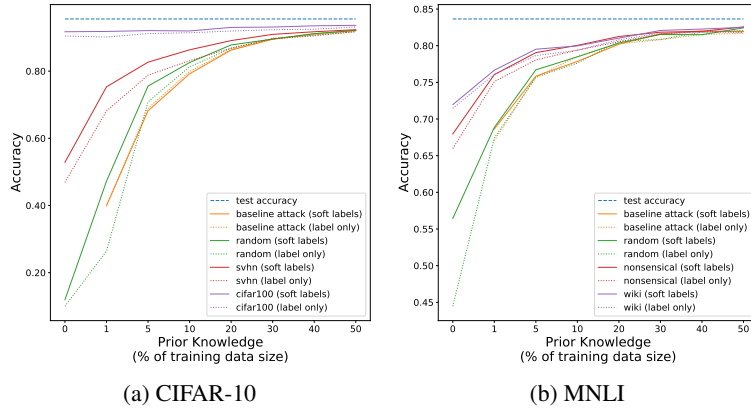 0.90
0.60
0.40
0.20
Accuracy
0 1 5 10 20 30 40 50
Prior Knowledge
(% of training data size)
test accuracy
baseline attack (soft labels)
baseline attack (label only)
random (soft labels)
random (label only)
svhn (soft labels)
svhn (label only)
cifar100 (soft labels)
cifar100 (label only)
(a) CIFAR-10
0.85
0.80
0.75
0.70
0.65
0.60
0.55
0.50
0.45
Accuracy
0 1 5 10 20 30 40 50
Prior Knowledge
(% of training data size)
test accuracy
baseline attack (soft labels)
baseline attack (label only)
random (soft labels)
random (label only)
nonsensical (soft labels)
nonsensical (label only)
wiki (soft labels)
wiki (label only)
(b) MNLI